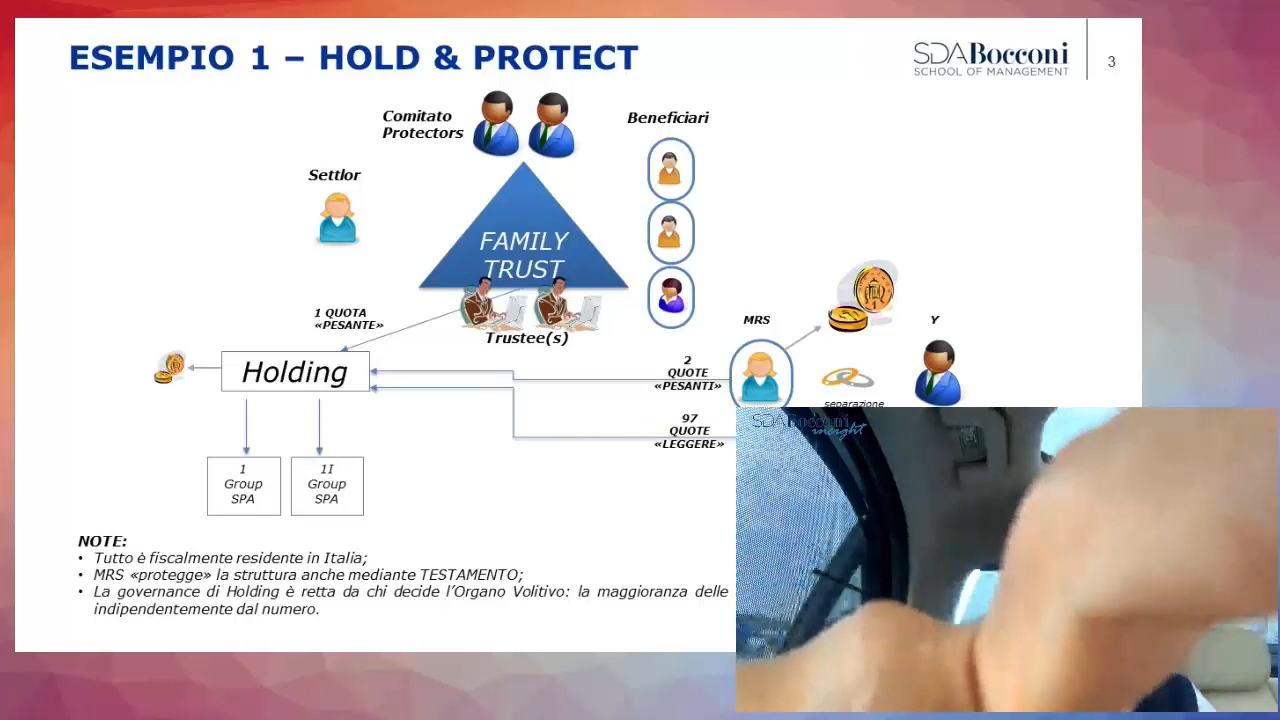 ESEMPIO 1 – HOLD & PROTECT
SDA Bocconi
SCHOOL OF MANAGEMENT
3
Comitato
Protectors
Beneficiari
Settlor
FAMILY
TRUST
1 QUOTA
«PESANTE»
Trustee(s)
MRS
Y
Holding
2
QUOTE
«PESANTI»
separazione
97
QUOTE
«LEGGERE»
SDA Bocconi
insight
1
Group
SPA
1I
Group
SPA
NOTE:
• Tutto è fiscalmente residente in Italia;
• MRS «protegge» la struttura anche mediante TESTAMENTO;
• La governance di Holding è retta da chi decide l’Organo Volitivo: la maggioranza delle
indipendentemente dal numero.